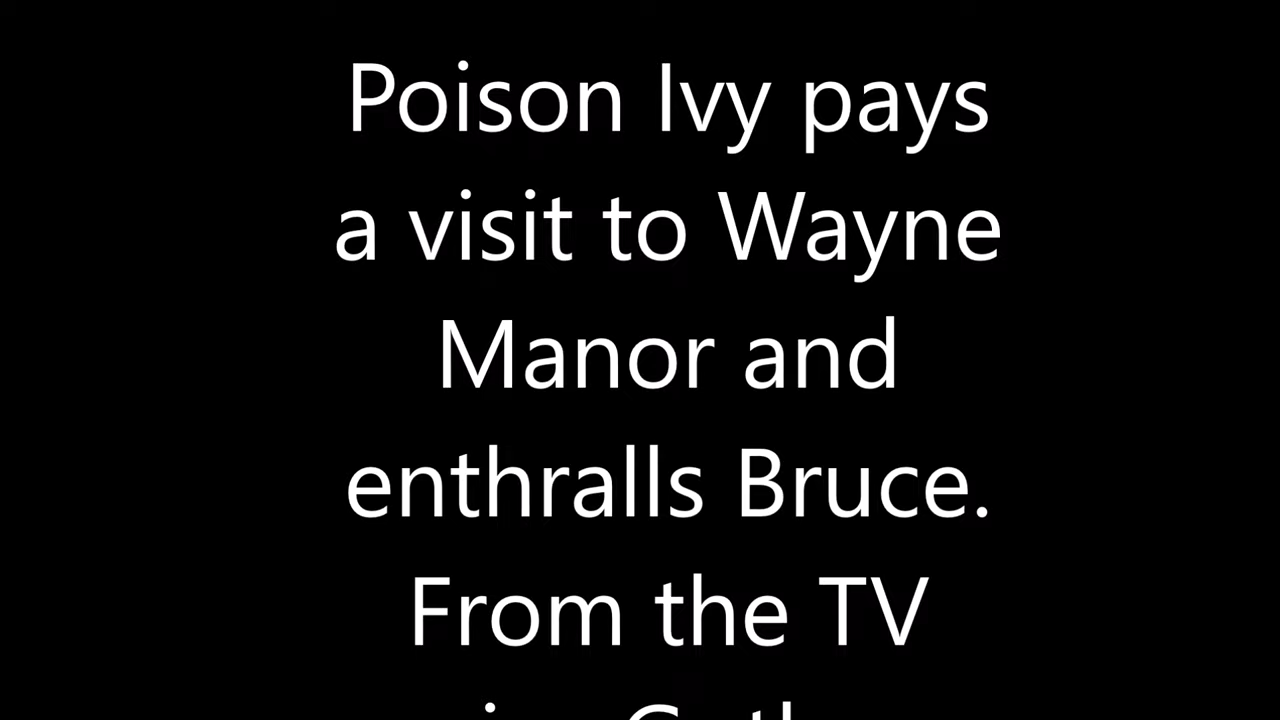 Poison Ivy pays
a visit to Wayne
Manor and
enthralls Bruce.
From the TV